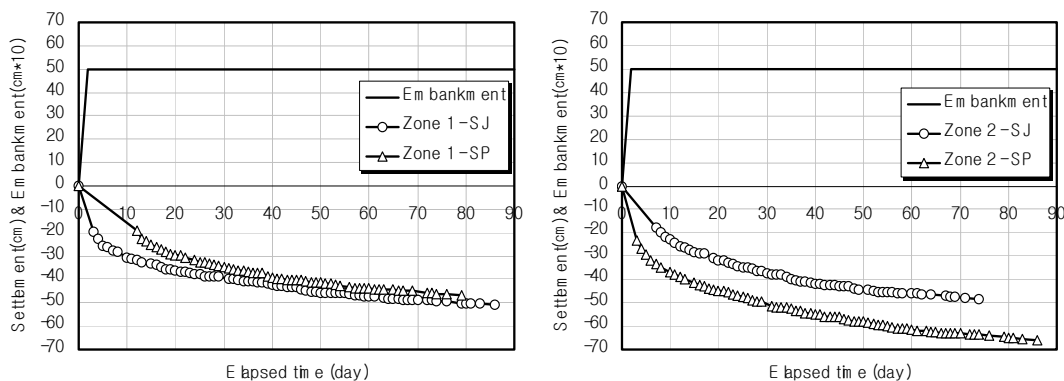 70
60
50
40
30
20
10
0
-10
-20
-30
-40
-50
-60
-70
0 10 20 30 40 50 60 70 80 90
Settlement(cm) & Embankment(cm*10)
Elapsed time (day)
Embankment
Zone 1-SJ
Zone 1-SP
70
60
50
40
30
20
10
0
-10
-20
-30
-40
-50
-60
-70
0 10 20 30 40 50 60 70 80 90
Settlement(cm) & Embankment(cm*10)
Elapsed time (day)
Embankment
Zone 2-SJ
Zone 2-SP